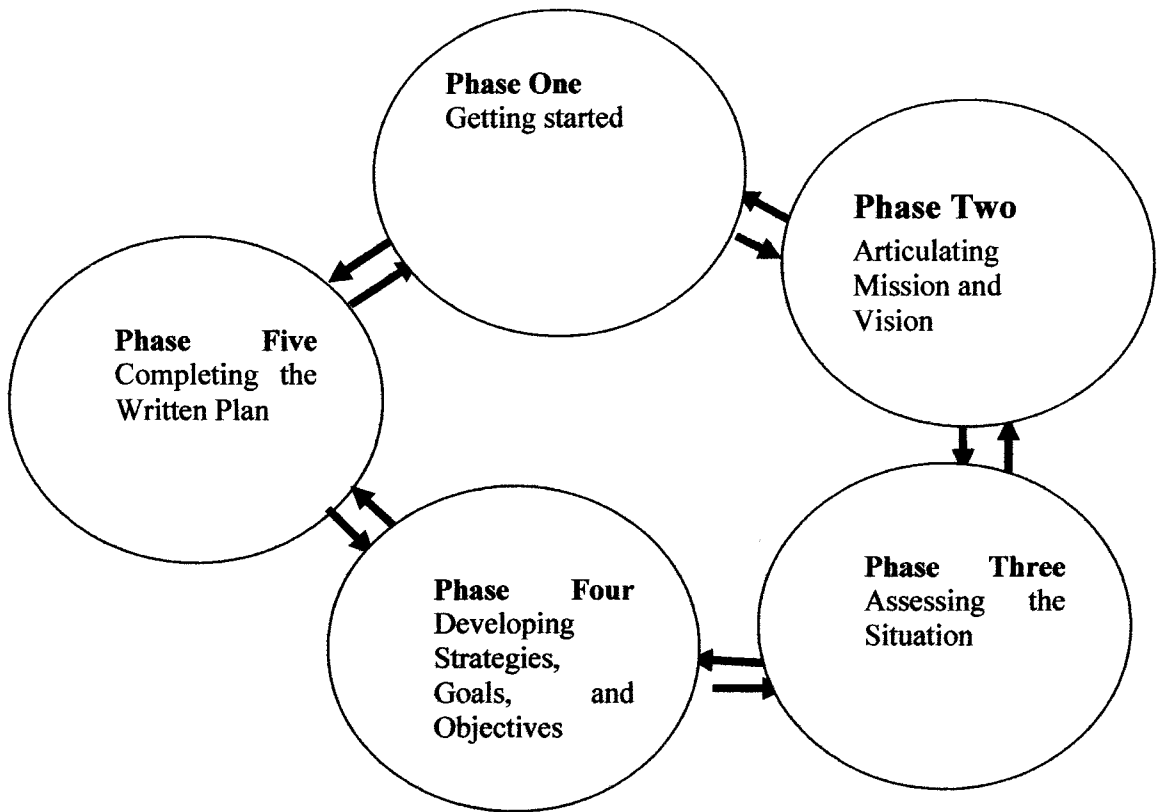 Phase One
Getting started
Phase Two
Articulating
Mission and
Vision
Phase Three
Assessing the
Situation
Phase Four
Developing
Strategies,
Goals, and
Objectives
Phase Five
Completing the
Written Plan